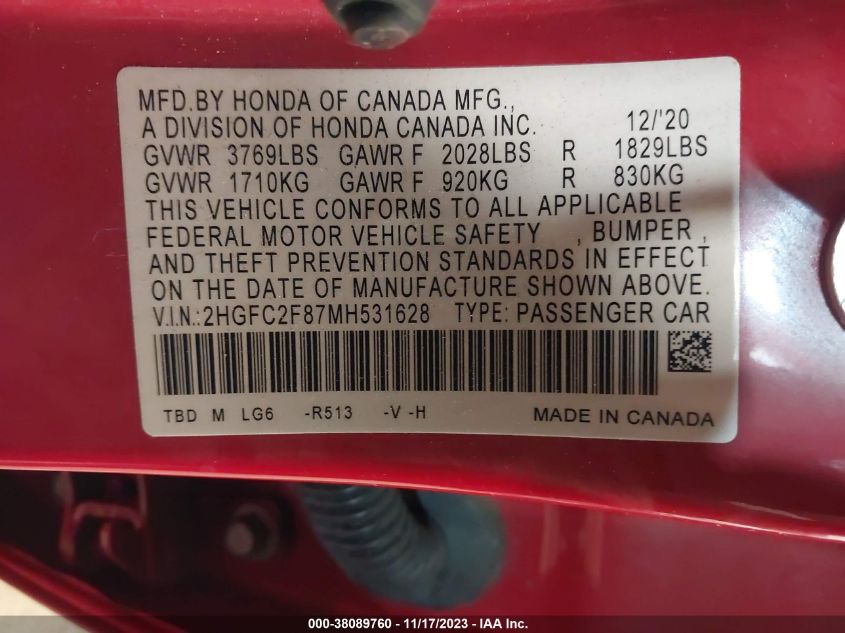 MFD.BY HONDA OF CANADA MFG.,
A DIVISION OF HONDA CANADA INC. 12/'20
GVWR 3769LBS GAWR F 2028LBS R 1829LBS
GVWR 1710KG GAWR F 920KG R 830KG
THIS VEHICLE CONFORMS TO ALL APPLICABLE
FEDERAL MOTOR VEHICLE SAFETY , BUMPER ,
AND THEFT PREVENTION STANDARDS IN EFFECT
ON THE DATE OF MANUFACTURE SHOWN ABOVE.
V.I.N.:2HGFC2F87MH531628 TYPE: PASSENGER CAR
TBD M LG6 -R513 -V -H MADE IN CANADA
000-38089760 - 11/17/2023 - IAA Inc.